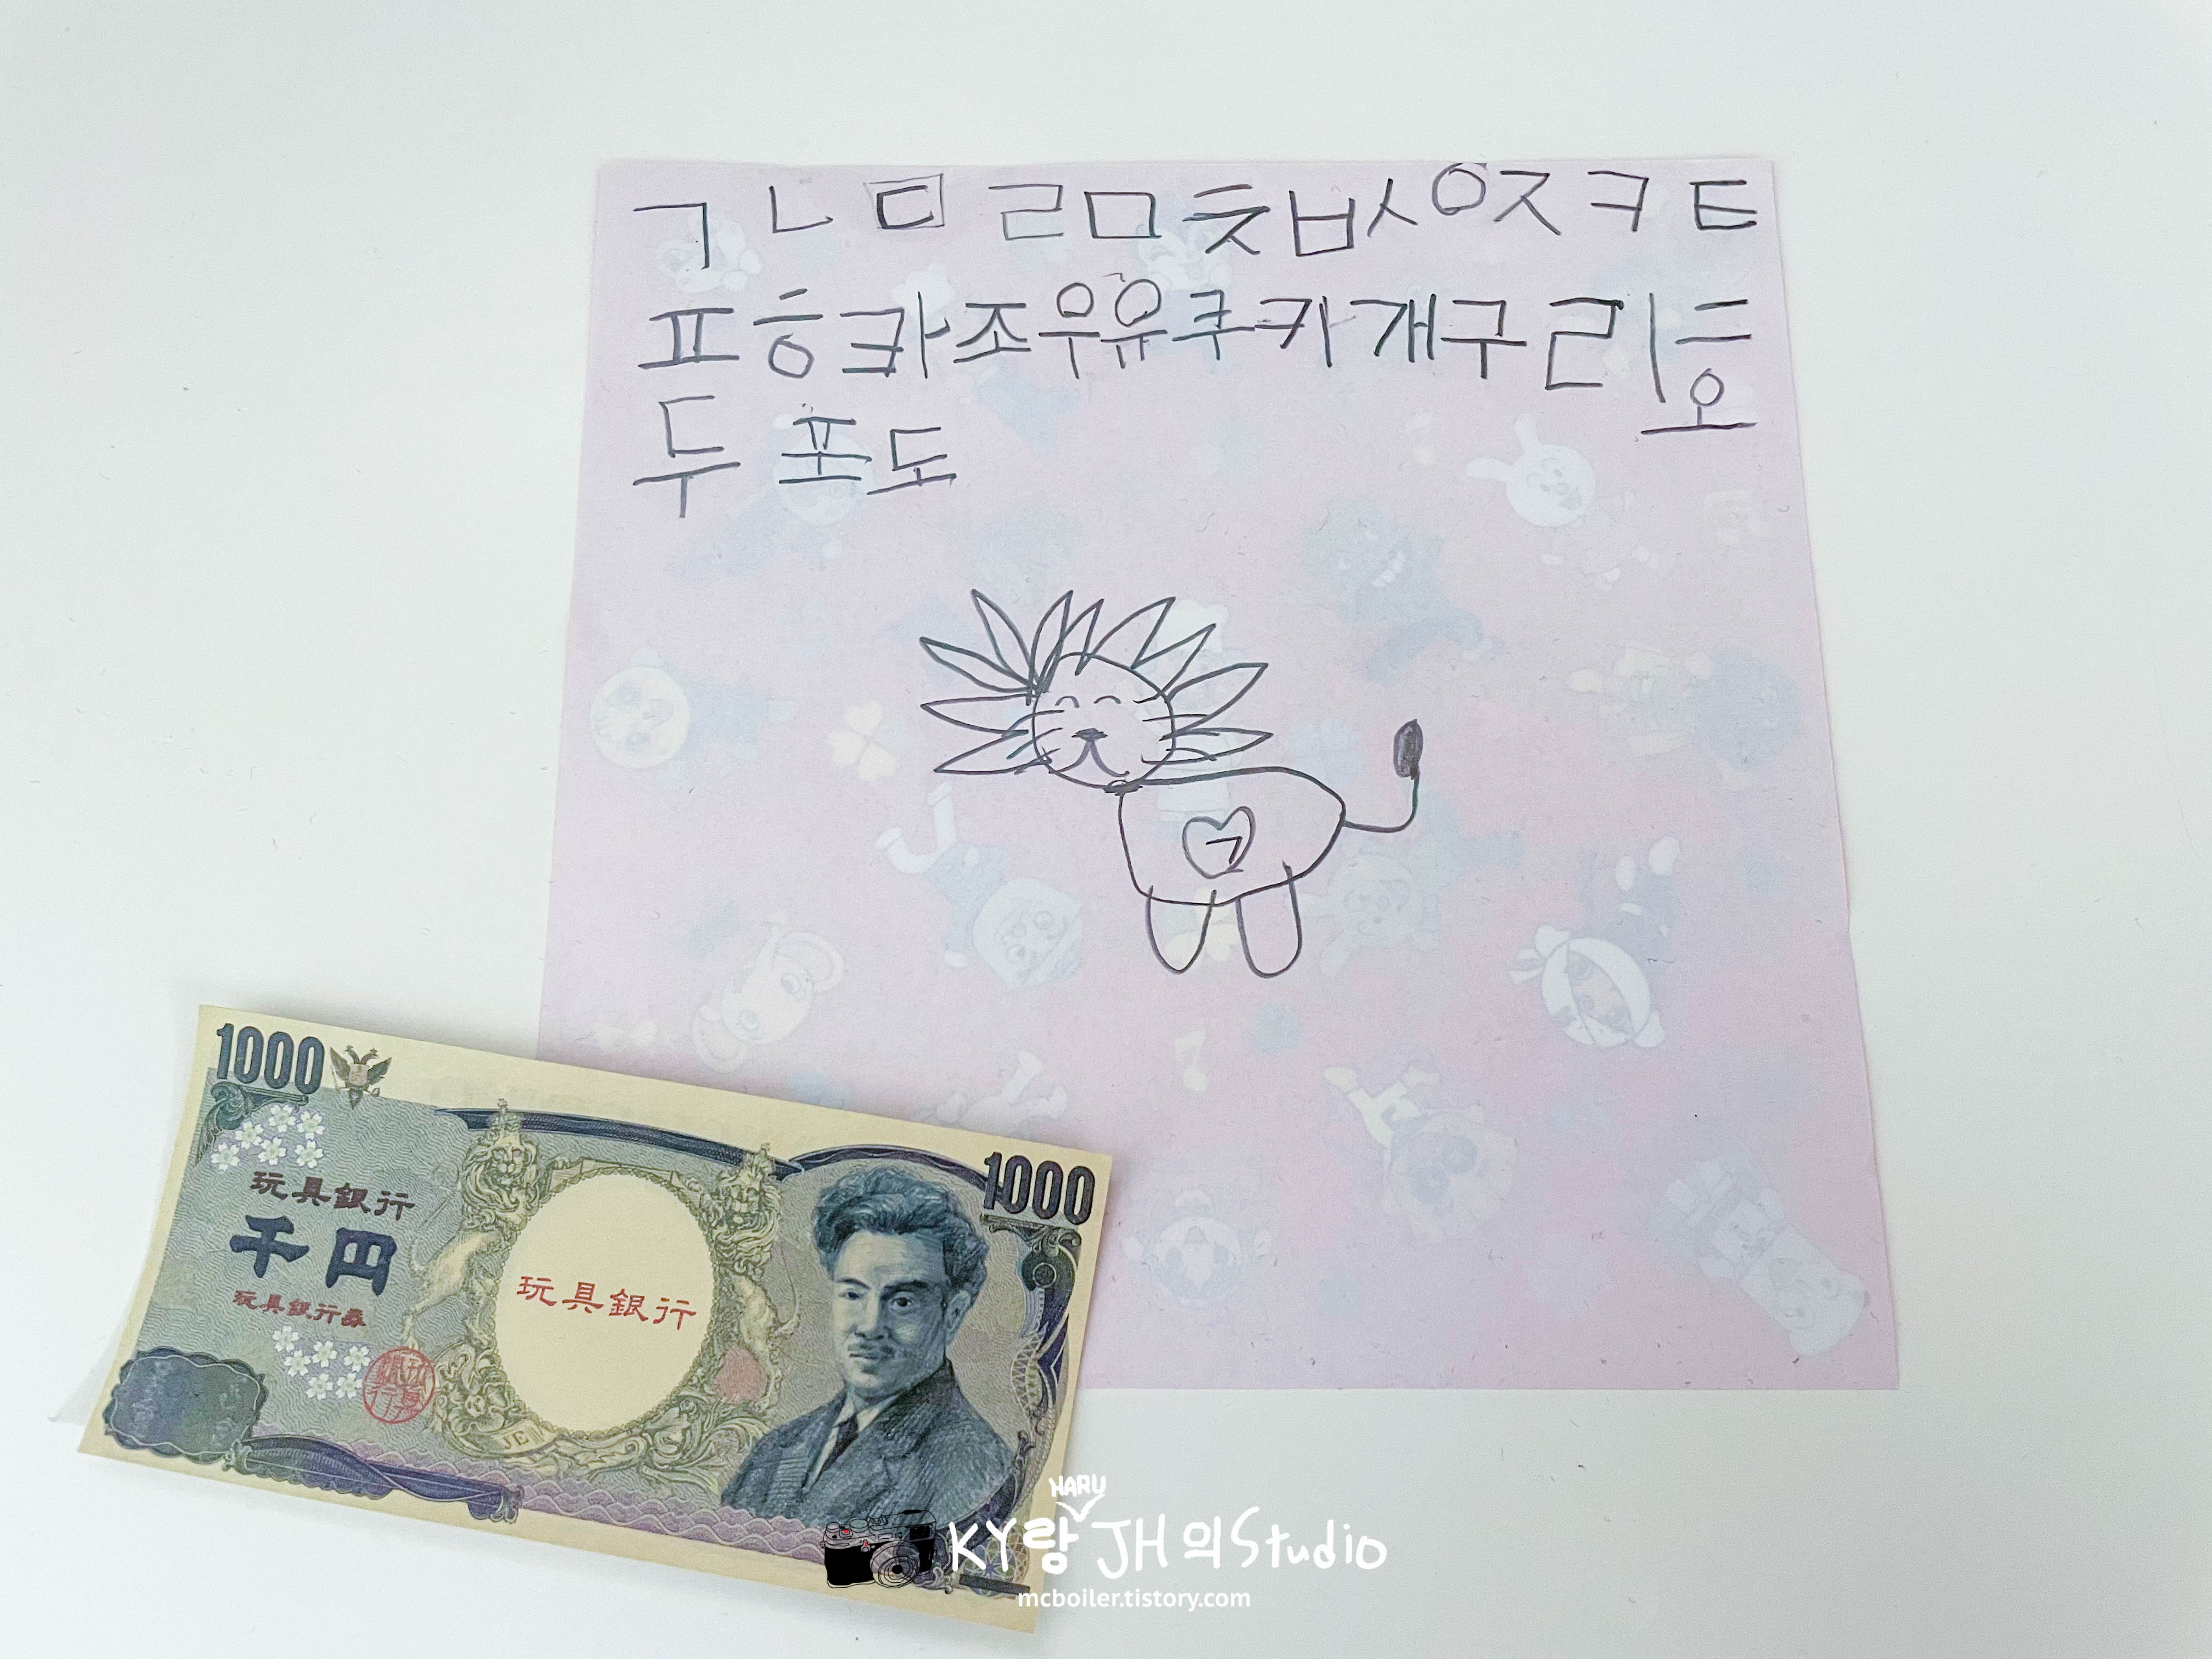 ㄱㄴㄷㄹㅁㅊㅂㅅㅇㅈㅋㅌ
ㅍㅎ카조우유쿠키개구리호
두포도
ㄱ
1000
1000
玩具銀行
千円
玩具銀行券
玩具銀行
HARU
KY랑JH의Studio
mcboiler.tistory.com